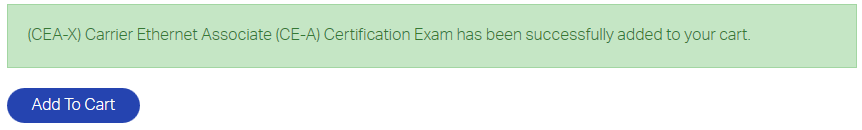 (CEA-X) Carrier Ethernet Associate (CE-A) Certification Exam has been successfully added to your cart.
Add To Cart